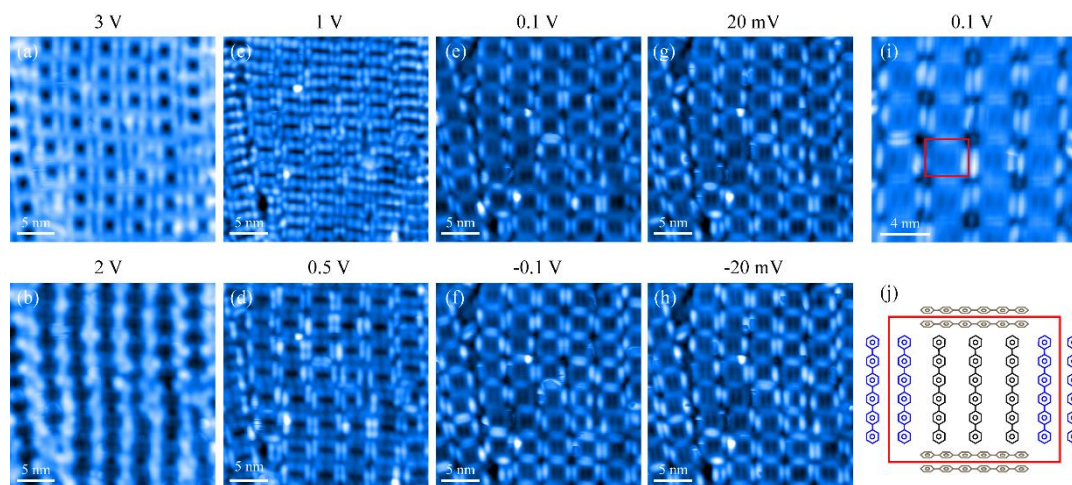 3 V
1 V
0.1 V
20 mV
0.1 V
(a)
(c)
(e)
(g)
(i)
5 nm
5 nm
5 nm
5 nm
4 nm
2 V
0.5 V
-0.1 V
-20 mV
(b)
(d)
(f)
(h)
(j)
5 nm
5 nm
5 nm
5 nm